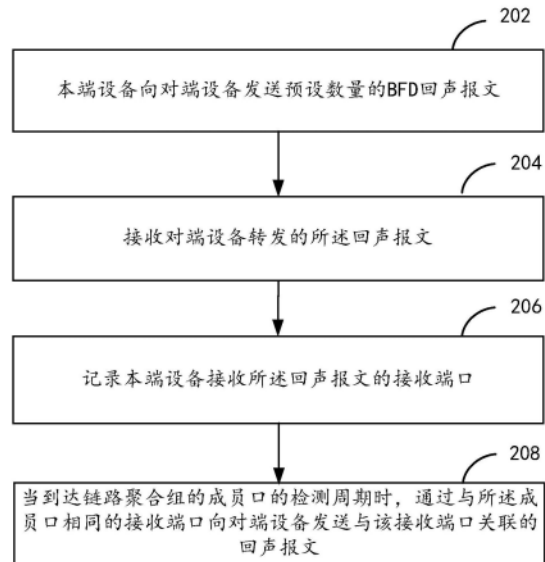 202
本端设备向对端设备发送预设数量的BFD回声报文
204
接收对端设备转发的所述回声报文
206
记录本端设备接收所述回声报文的接收端口
208
当到达链路聚合组的成员口的检测周期时，通过与所述成
员口相同的接收端口向对端设备发送与该接收端口关联的
回声报文